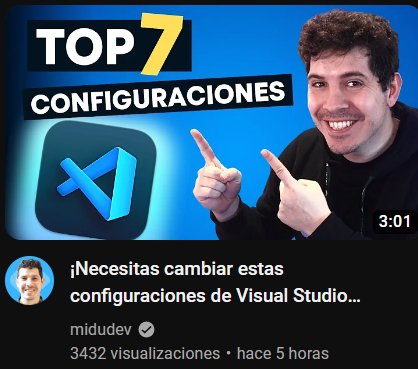 TOP 7
CONFIGURACIONES
3:01
¡Necesitas cambiar estas
configuraciones de Visual Studio...
midudev
3432 visualizaciones • hace 5 horas